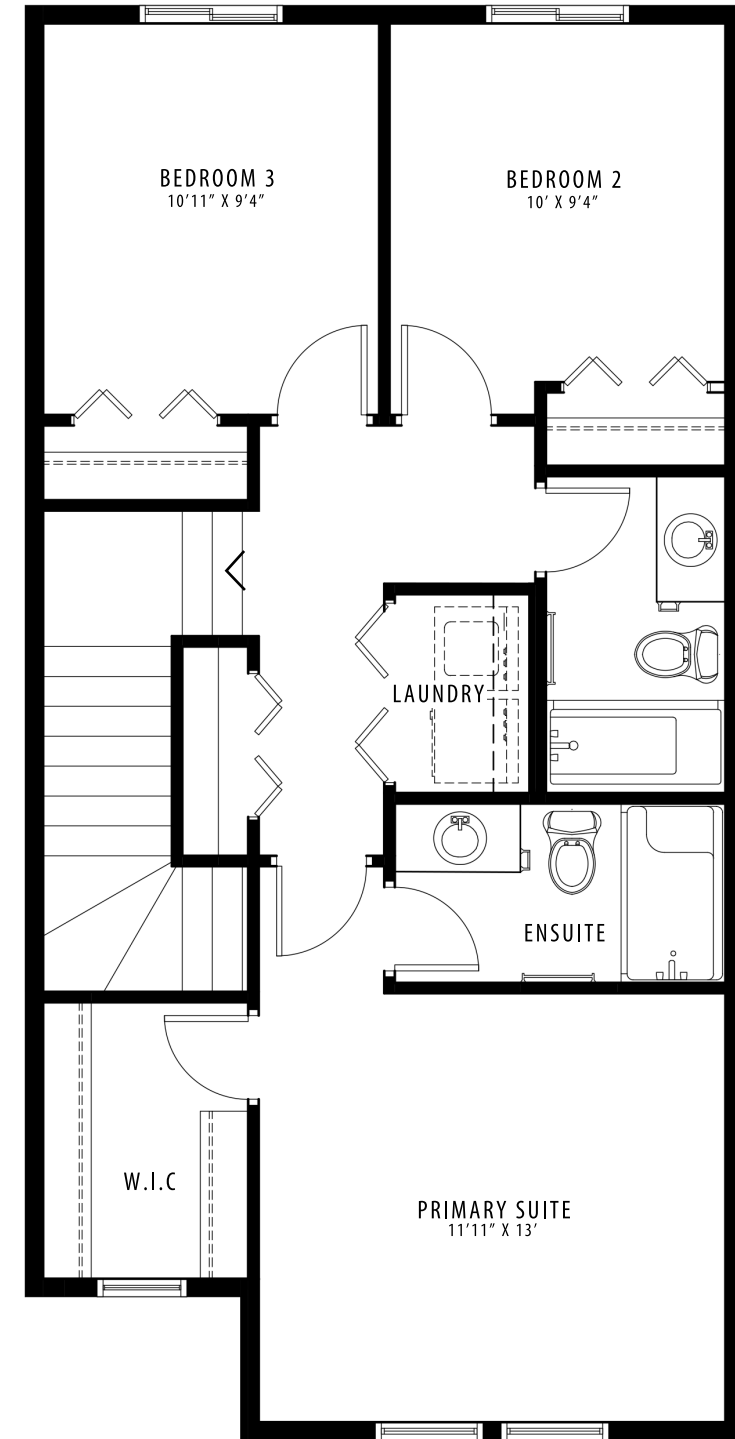 BEDROOM 3
10’11” X 9’4”
BEDROOM 2
10’ X 9’4”
LAUNDRY
ENSUITE
W.I.C
PRIMARY SUITE
11’11” X 13’